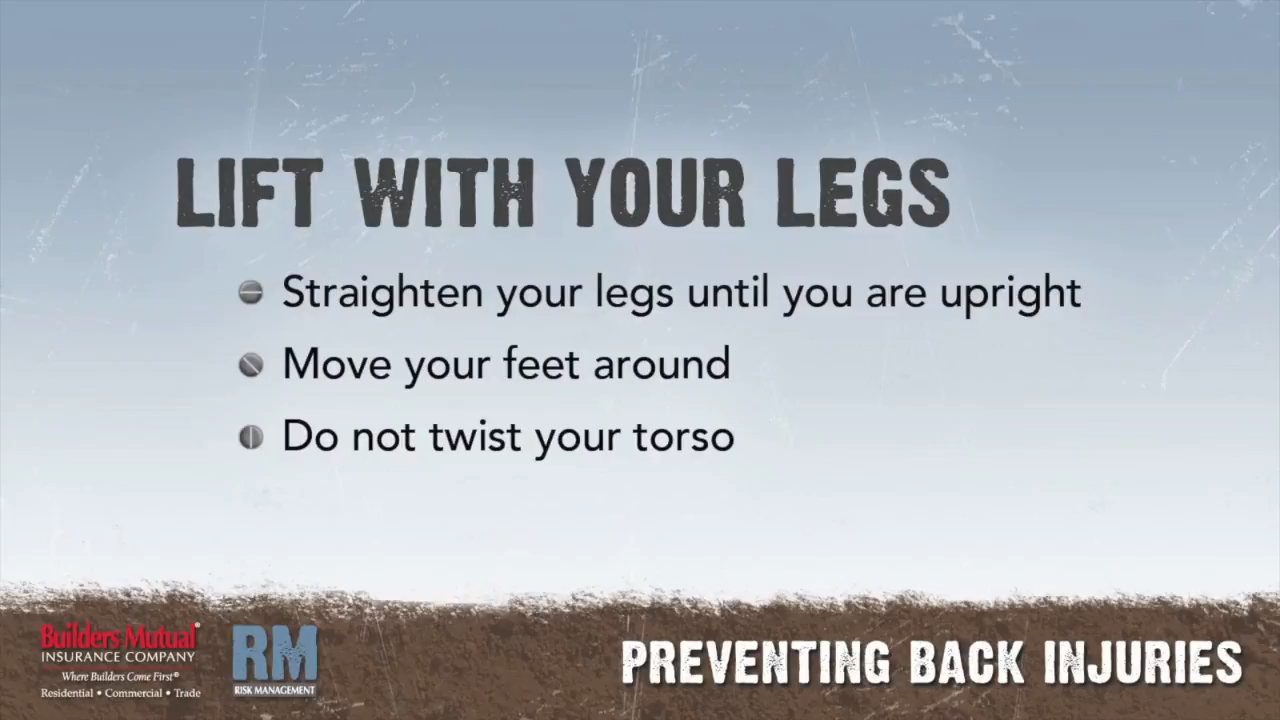 LIFT WITH YOUR LEGS
Straighten your legs until you are upright
Move your feet around
Do not twist your torso
Builders Mutual®
INSURANCE COMPANY
Where Builders Come First®
Residential • Commercial • Trade
RM
RISK MANAGEMENT
PREVENTING BACK INJURIES